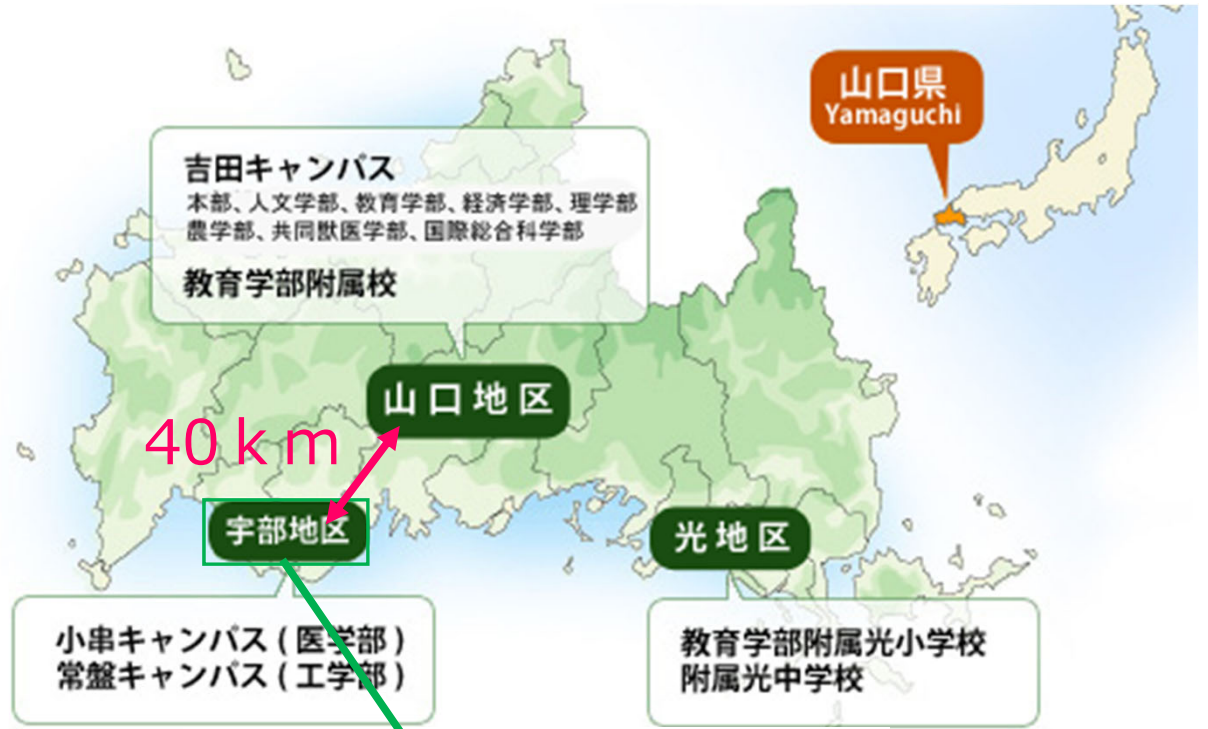 山口県
Yamaguchi
吉田キャンパス
本部、人文学部、教育学部、経済学部、理学部
農学部、共同獣医学部、国際総合科学部
教育学部附属校
山口地区
40ｋｍ
宇部地区
光地区
小串キャンパス(医学部)
常盤キャンパス(工学部)
教育学部附属光小学校
附属光中学校